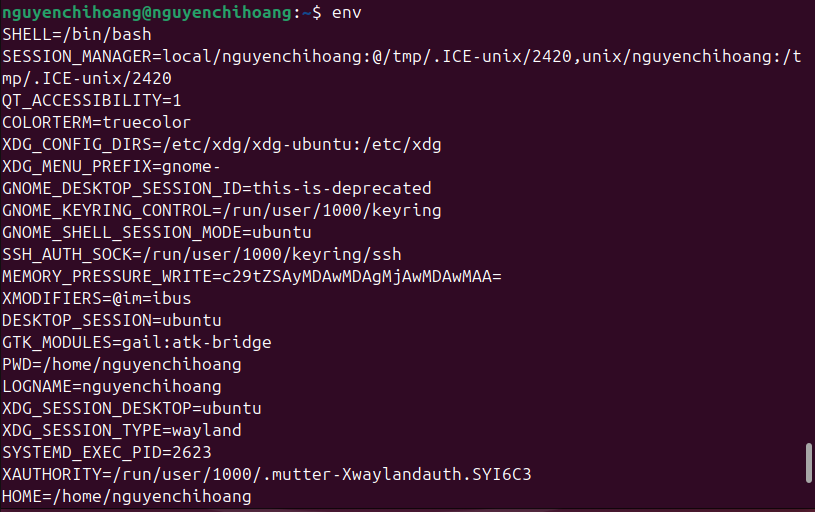 nguyenchihoang@nguyenchihoang:~$ env
SHELL=/bin/bash
SESSION_MANAGER=local/nguyenchihoang:@/tmp/.ICE-unix/2420,unix/nguyenchihoang:/t
mp/.ICE-unix/2420
QT_ACCESSIBILITY=1
COLORTERM=truecolor
XDG_CONFIG_DIRS=/etc/xdg/xdg-ubuntu:/etc/xdg
XDG_MENU_PREFIX=gnome-
GNOME_DESKTOP_SESSION_ID=this-is-deprecated
GNOME_KEYRING_CONTROL=/run/user/1000/keyring
GNOME_SHELL_SESSION_MODE=ubuntu
SSH_AUTH_SOCK=/run/user/1000/keyring/ssh
MEMORY_PRESSURE_WRITE=c29tZSAyMDAwMDAgMjAwMDAwMAA=
XMODIFIERS=@im=ibus
DESKTOP_SESSION=ubuntu
GTK_MODULES=gail:atk-bridge
PWD=/home/nguyenchihoang
LOGNAME=nguyenchihoang
XDG_SESSION_DESKTOP=ubuntu
XDG_SESSION_TYPE=wayland
SYSTEMD_EXEC_PID=2623
XAUTHORITY=/run/user/1000/.mutter-Xwaylandauth.SYI6C3
HOME=/home/nguyenchihoang